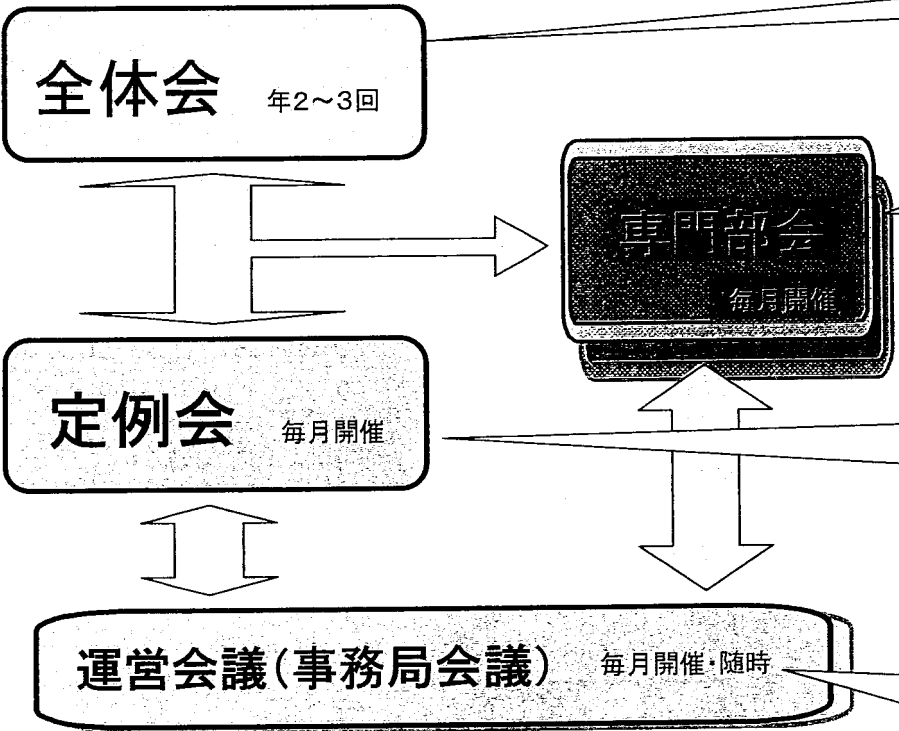 全体会 年2～3回
専門部会
毎月開催
定例会 毎月開催
運営会議(事務局会議) 毎月開催・随時